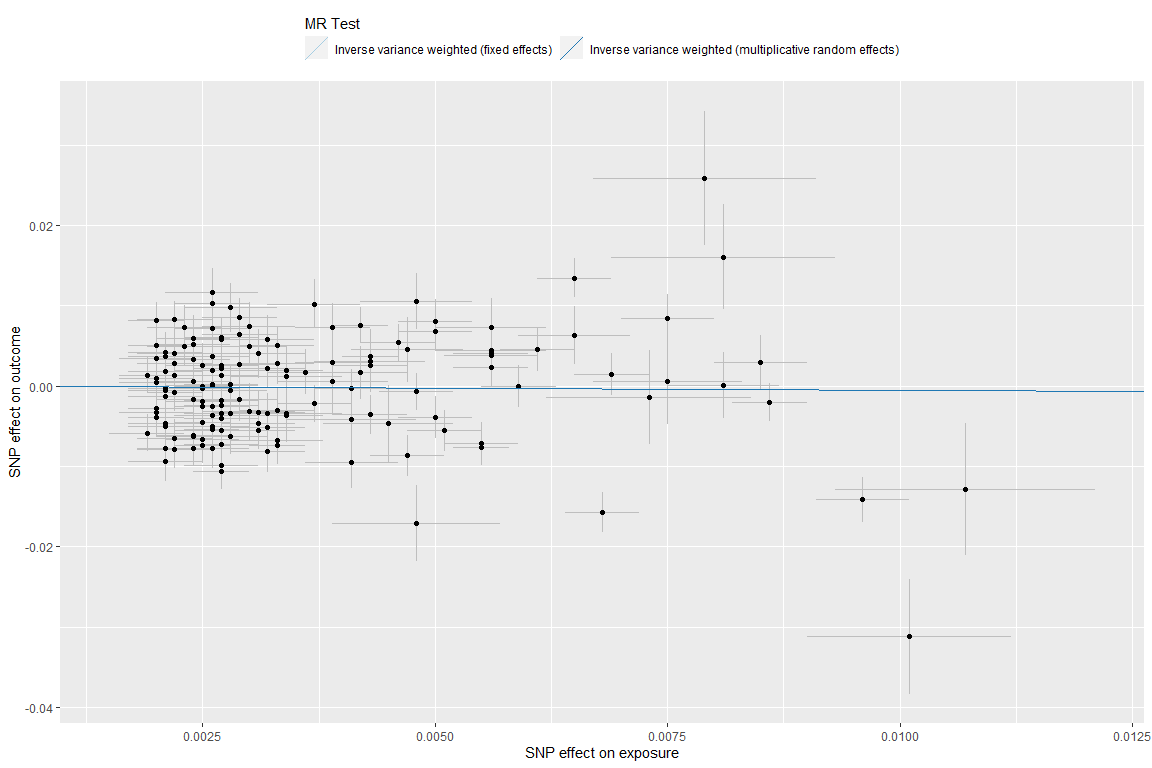 MR Test
Inverse variance weighted (fixed effects) Inverse variance weighted (multiplicative random effects)
SNP effect on outcome
0.02
0.00
-0.02
-0.04
0.0025 0.0050 0.0075 0.0100 0.0125
SNP effect on exposure